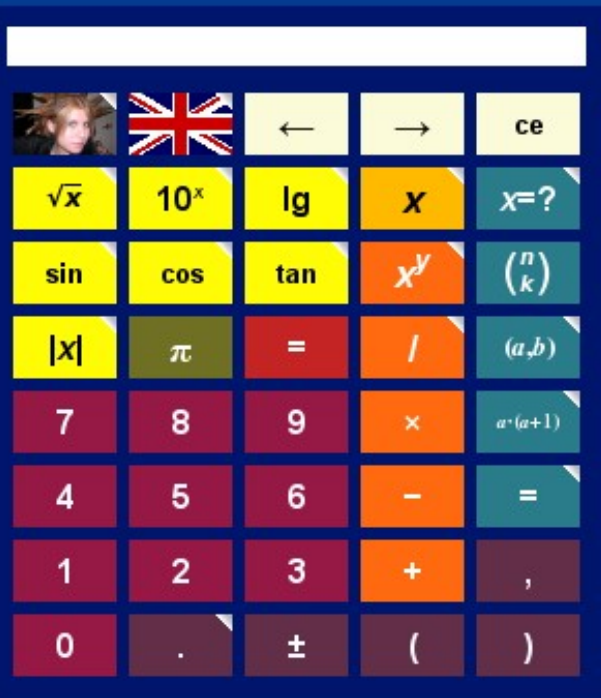 ← → ce
√x 10ˣ lg x x=?
sin cos tan xʸ (n k)
|x| π = / (a,b)
7 8 9 × a·(a+1)
4 5 6 − =
1 2 3 + ,
0 . ± ( )